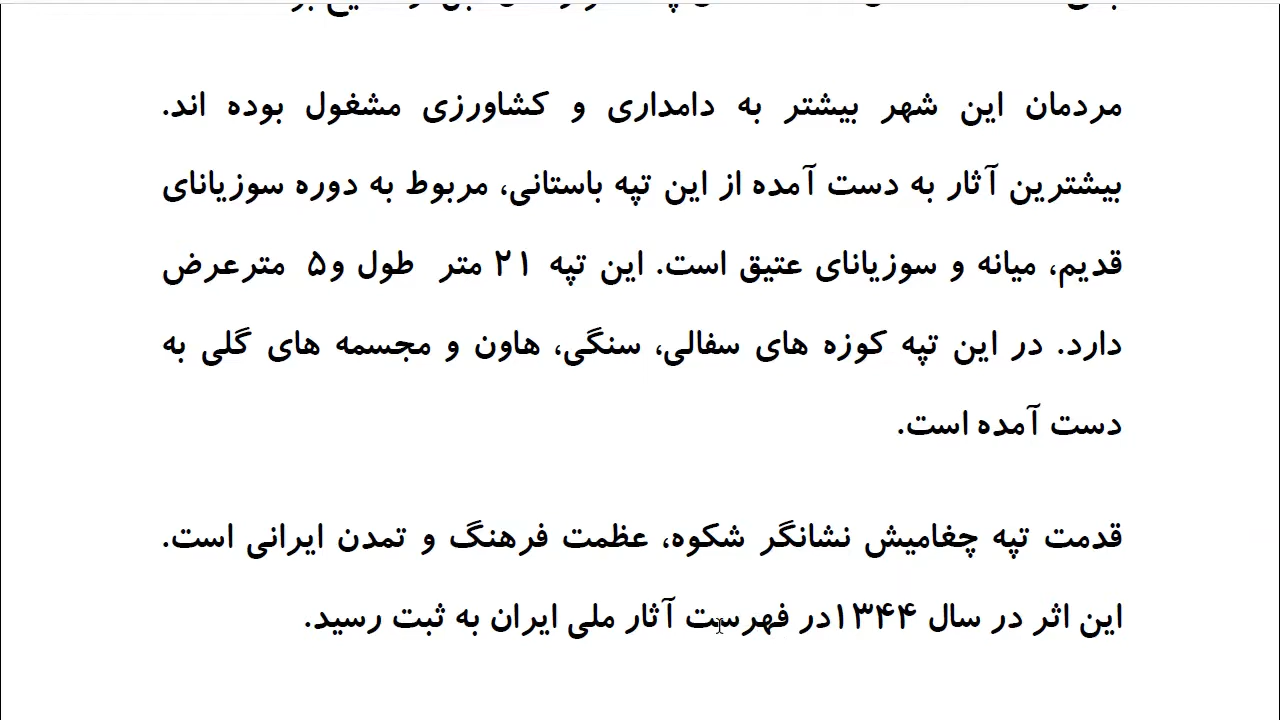 مردمان این شهر بیشتر به دامداری و کشاورزی مشغول بوده اند.
بیشترین آثار به دست آمده از این تپه باستانی، مربوط به دوره سوزیانای
قدیم، میانه و سوزیانای عتیق است. این تپه ۲۱ متر طول و۵ مترعرض
دارد. در این تپه کوزه های سفالی، سنگی، هاون و مجسمه های گلی به
دست آمده است.
قدمت تپه چغامیش نشانگر شکوه، عظمت فرهنگ و تمدن ایرانی است.
این اثر در سال ۱۳۴۴در فهرست آثار ملی ایران به ثبت رسید.